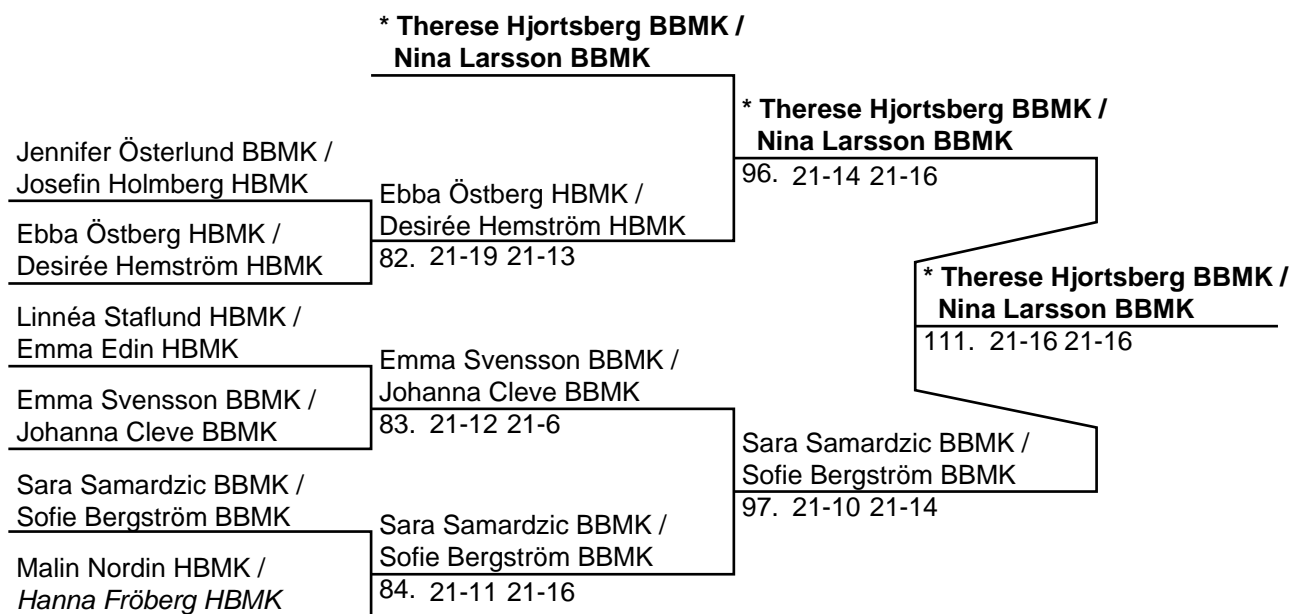 * Therese Hjortsberg BBMK /
Nina Larsson BBMK
* Therese Hjortsberg BBMK /
Nina Larsson BBMK
96. 21-14 21-16
Jennifer Österlund BBMK /
Josefin Holmberg HBMK
Ebba Östberg HBMK /
Desirée Hemström HBMK
82. 21-19 21-13
Ebba Östberg HBMK /
Desirée Hemström HBMK
* Therese Hjortsberg BBMK /
Nina Larsson BBMK
111. 21-16 21-16
Linnéa Staflund HBMK /
Emma Edin HBMK
Emma Svensson BBMK /
Johanna Cleve BBMK
83. 21-12 21-6
Emma Svensson BBMK /
Johanna Cleve BBMK
Sara Samardzic BBMK /
Sofie Bergström BBMK
97. 21-10 21-14
Sara Samardzic BBMK /
Sofie Bergström BBMK
Sara Samardzic BBMK /
Sofie Bergström BBMK
84. 21-11 21-16
Malin Nordin HBMK /
Hanna Fröberg HBMK